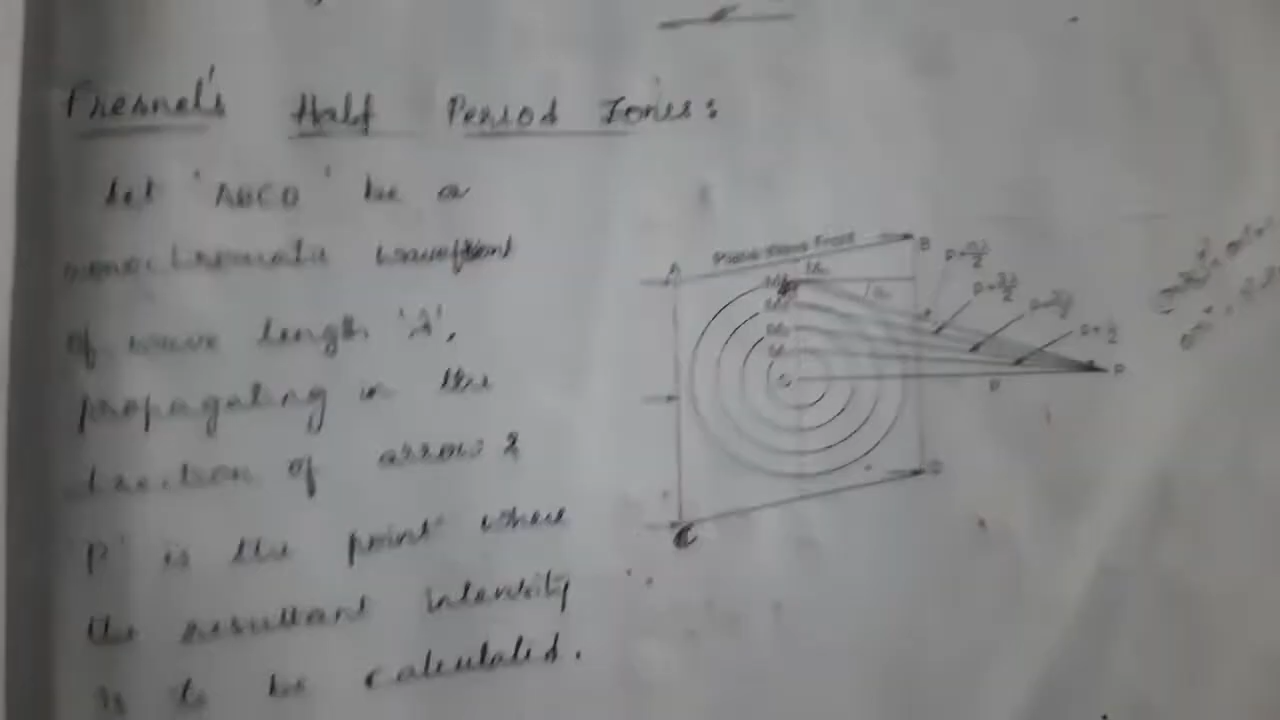 Fresnel's Half Period Zones:
Let 'ABCD' be a
monochromatic wavefront
of wave length 'λ',
propagating in the
direction of arrow &
'P' is the point where
the resultant intensity
is to be calculated.
Plane Wave Front
A
B
C
D
P